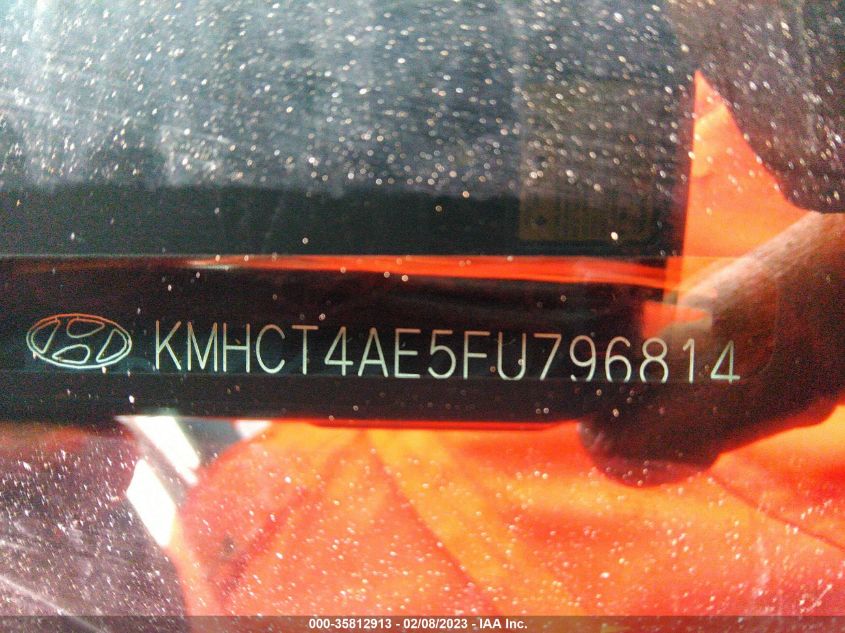 KMHCT4AE5FU796814
000-35812913 - 02/08/2023 - IAA Inc.